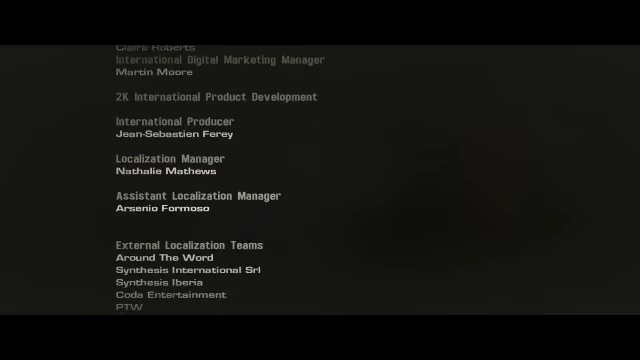 Claire Roberts
International Digital Marketing Manager
Martin Moore
2K International Product Development
International Producer
Jean-Sebastien Ferey
Localization Manager
Nathalie Mathews
Assistant Localization Manager
Arsenio Formoso
External Localization Teams
Around The Word
Synthesis International Srl
Synthesis Iberia
Coda Entertainment
PTW